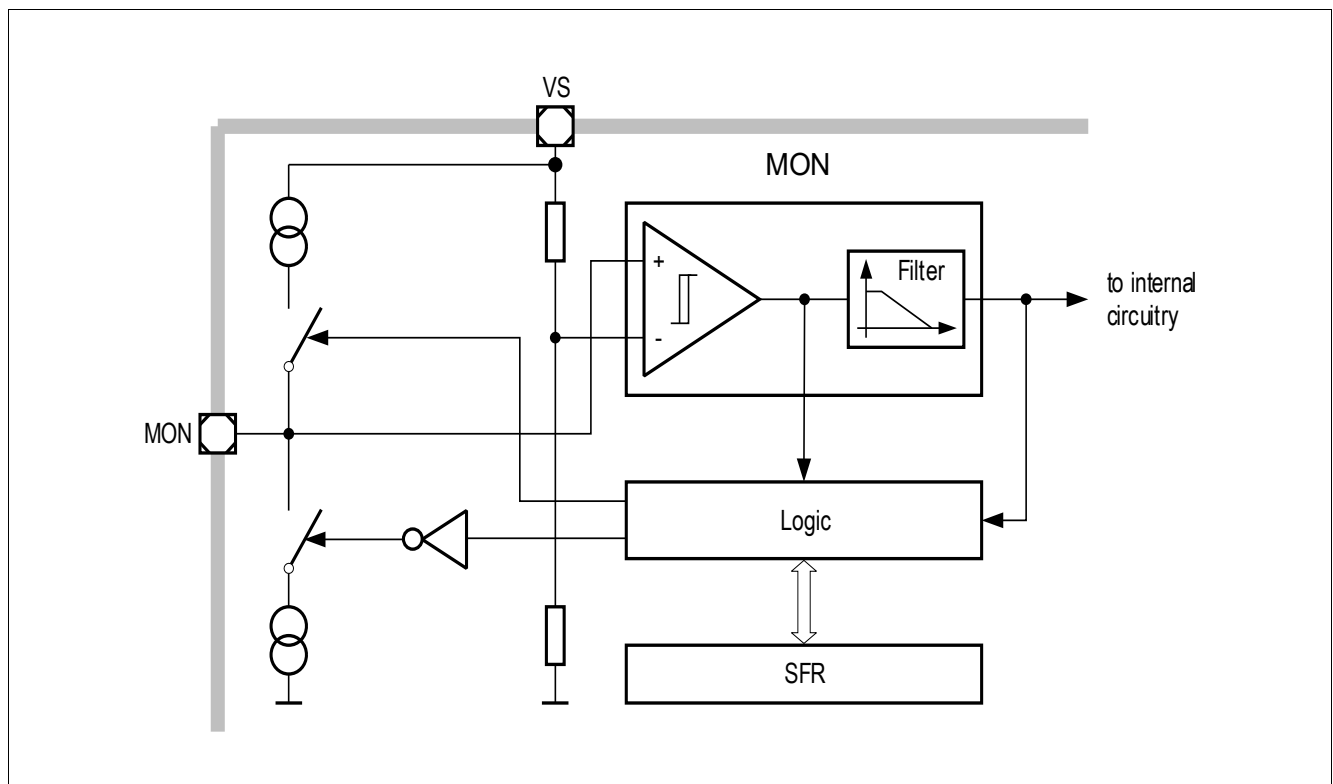 VS
MON
+
Filter
-
to internal
circuitry
MON
Logic
SFR